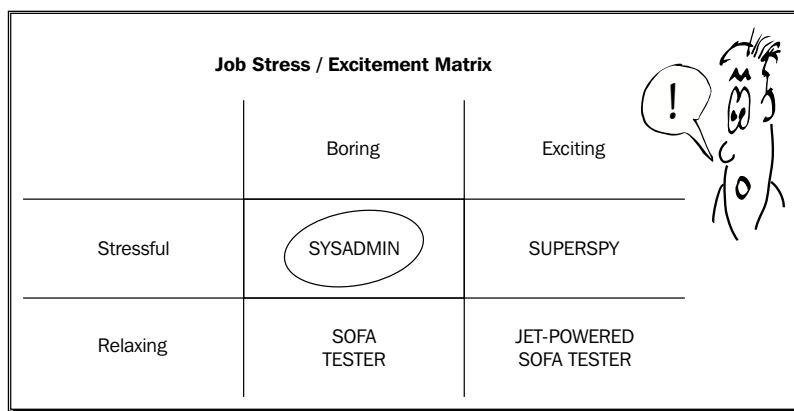 Job Stress / Excitement Matrix
!
Boring Exciting
Stressful SYSADMIN SUPERSPY
Relaxing SOFA TESTER JET-POWERED SOFA TESTER